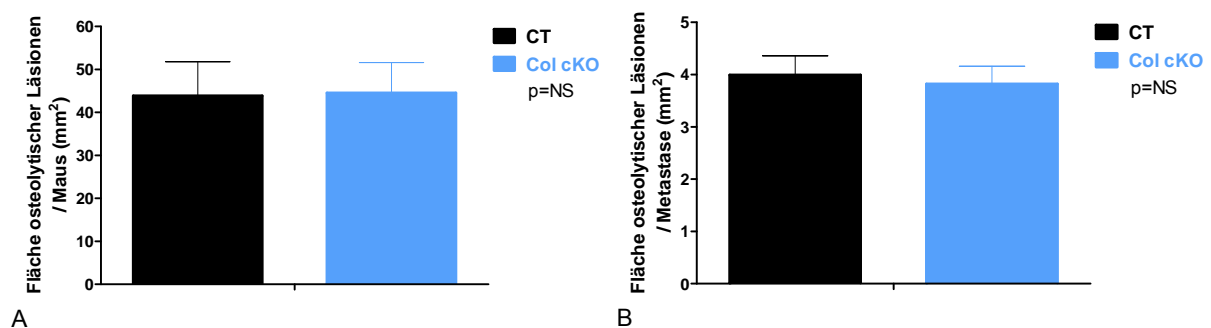 Fläche osteolytischer Läsionen
/ Maus (mm²)
60
50
40
30
20
10
0
CT
Col cKO
p=NS
A
Fläche osteolytischer Läsionen
/ Metastase (mm²)
5
4
3
2
1
0
CT
Col cKO
p=NS
B